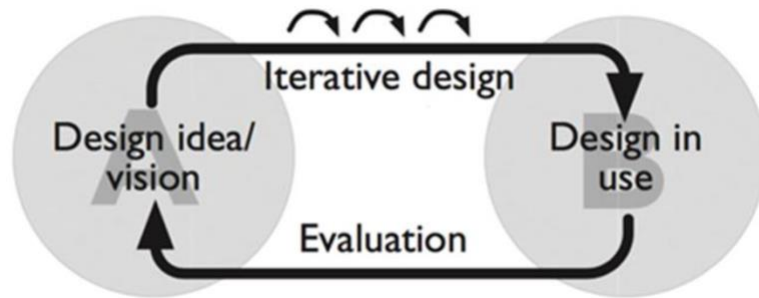 Iterative design
A
Design idea/
vision
B
Design in
use
Evaluation